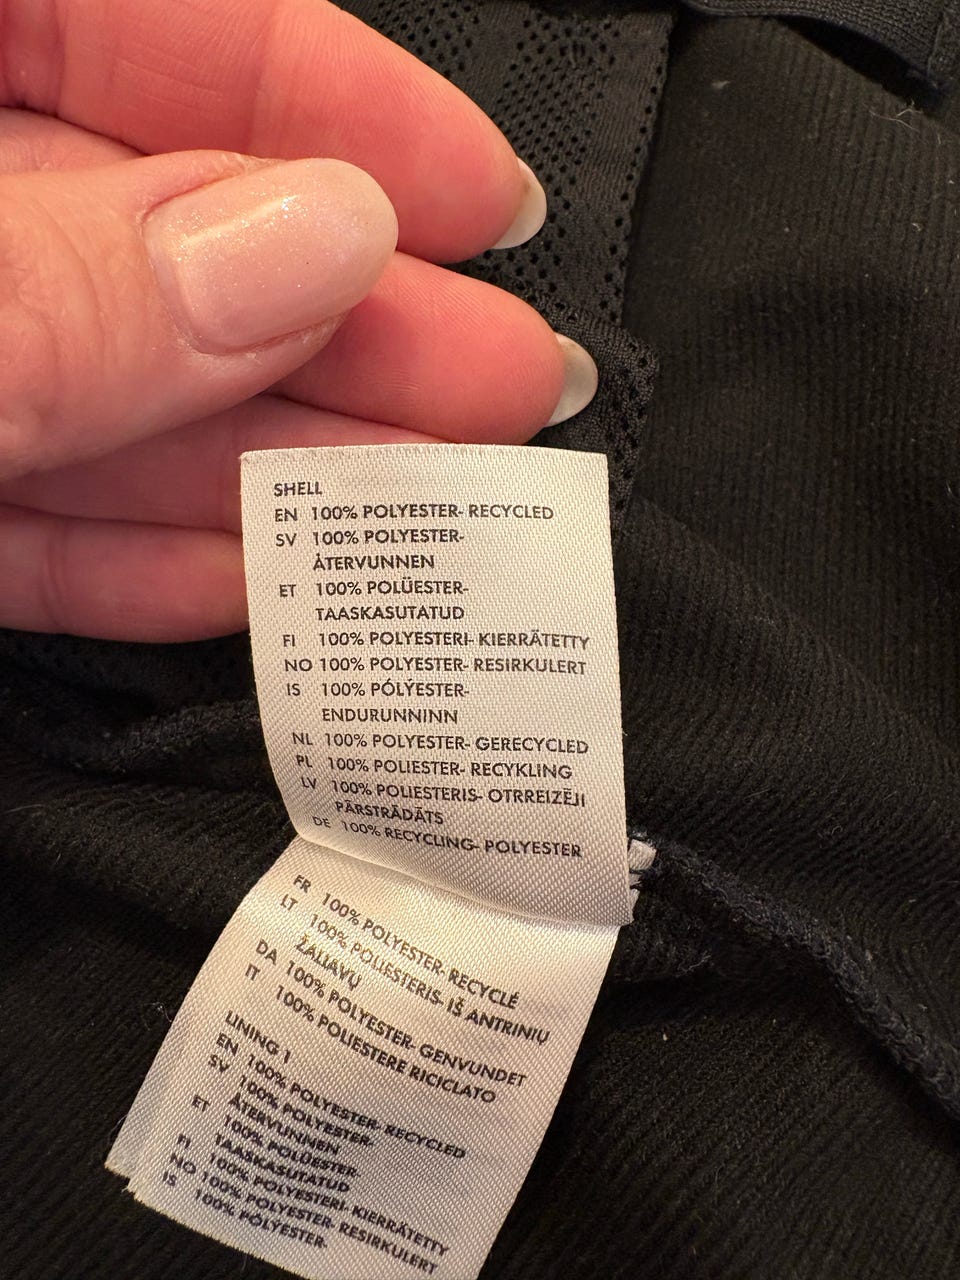 SHELL
EN 100% POLYESTER- RECYCLED
SV 100% POLYESTER-
ÅTERVUNNEN
ET 100% POLÜESTER-
TAASKASUTATUD
FI 100% POLYESTERI- KIERRÄTETTY
NO 100% POLYESTER- RESIRKULERT
IS 100% PÓLÝESTER-
ENDURUNNINN
NL 100% POLYESTER- GERECYCLED
PL 100% POLIESTER- RECYKLING
LV 100% POLIESTERIS- OTRREIZĒJI
PĀRSTRĀDĀTS
DE 100% RECYCLING- POLYESTER
FR 100% POLYESTER- RECYCLÉ
LT 100% POLIESTERIS- IŠ ANTRINIŲ
ŽALIAVŲ
DA 100% POLYESTER- GENVUNDET
IT 100% POLIESTERE RICICLATO
LINING 1
EN 100% POLYESTER- RECYCLED
SV 100% POLYESTER-
ÅTERVUNNEN
ET 100% POLÜESTER-
TAASKASUTATUD
FI 100% POLYESTERI- KIERRÄTETTY
NO 100% POLYESTER- RESIRKULERT
IS 100% PÓLÝESTER-